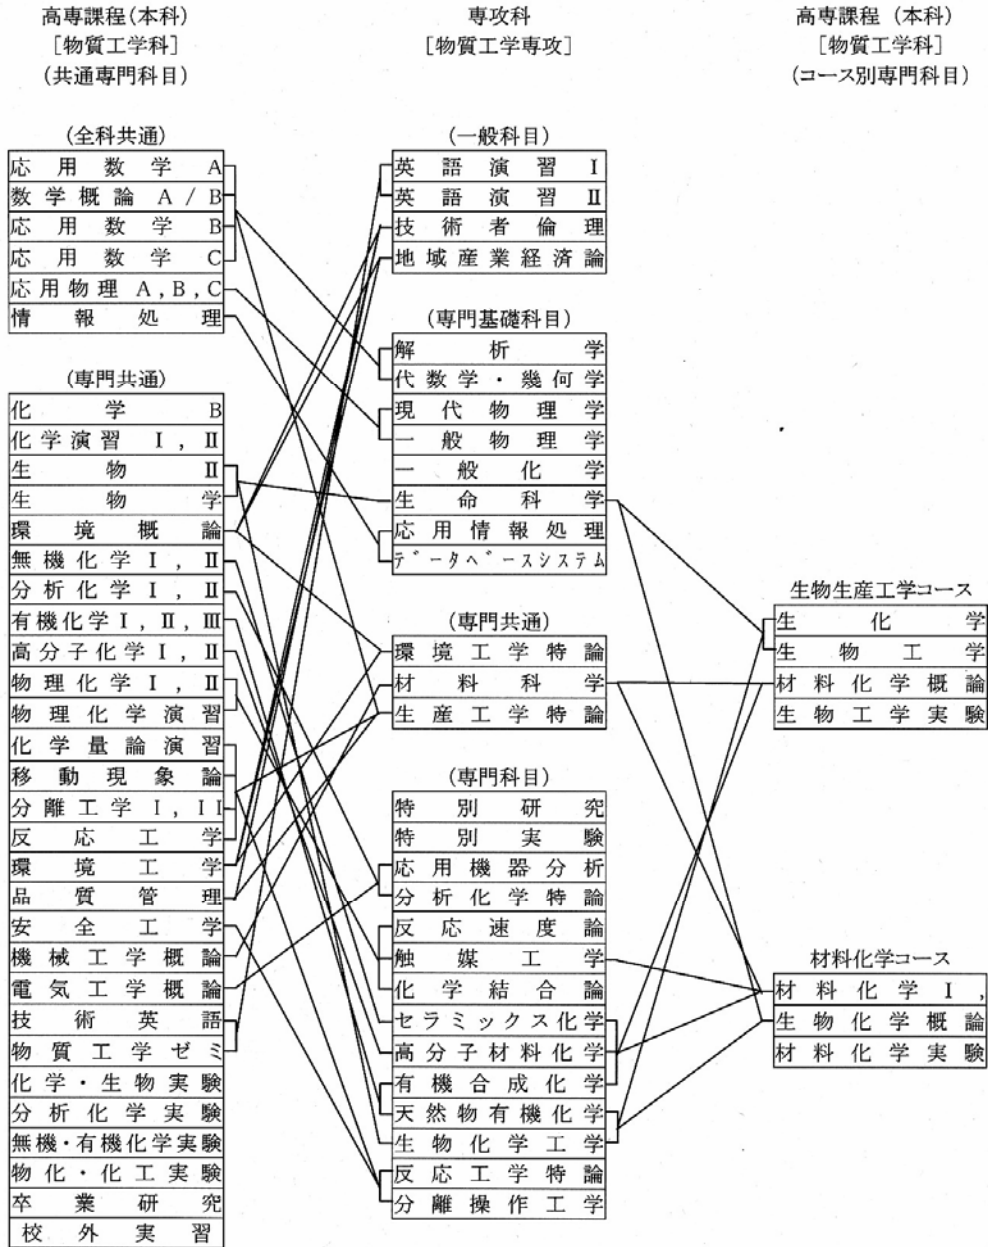 高専課程(本科)
[物質工学科]
(共通専門科目)
(全科共通)
応用数学A
数学概論A/B
応用数学B
応用数学C
応用物理A,B,C
情報処理
(専門共通)
化学B
化学演習Ⅰ,Ⅱ
生物Ⅱ
生物学
環境概論
無機化学Ⅰ,Ⅱ
分析化学Ⅰ,Ⅱ
有機化学Ⅰ,Ⅱ,Ⅲ
高分子化学Ⅰ,Ⅱ
物理化学Ⅰ,Ⅱ
物理化学演習
化学量論演習
移動現象論
分離工学Ⅰ,II
反応工学
環境工学
品質管理
安全工学
機械工学概論
電気工学概論
技術英語
物質工学ゼミ
化学・生物実験
分析化学実験
無機・有機化学実験
物化・化工実験
卒業研究
校外実習
専攻科
[物質工学専攻]
(一般科目)
英語演習Ⅰ
英語演習Ⅱ
技術者倫理
地域産業経済論
(専門基礎科目)
解析学
代数学・幾何学
現代物理学
一般物理学
一般化学
生命科学
応用情報処理
データベースシステム
(専門共通)
環境工学特論
材料科学
生産工学特論
(専門科目)
特別研究
特別実験
応用機器分析
分析化学特論
反応速度論
触媒工学
化学結合論
セラミックス化学
高分子材料化学
有機合成化学
天然物有機化学
生物化学工学
反応工学特論
分離操作工学
高専課程(本科)
[物質工学科]
(コース別専門科目)
生物生産工学コース
生化学
生物工学
材料化学概論
生物工学実験
材料化学コース
材料化学Ⅰ,
生物化学概論
材料化学実験